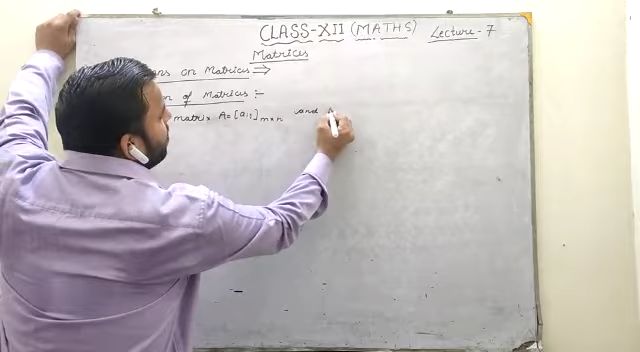 CLASS-XII (MATHS) Lecture-7
Matrices
on Matrices ⇒
of Matrices :-
matrix A = [aij]m×n and